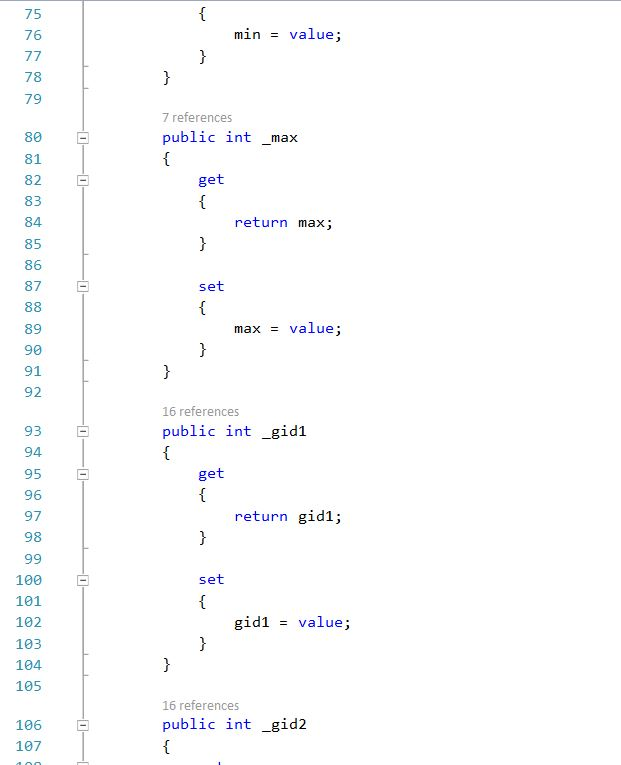 75 {
76 min = value;
77 }
78 }
79
7 references
80 public int _max
81 {
82 get
83 {
84 return max;
85 }
86
87 set
88 {
89 max = value;
90 }
91 }
92
16 references
93 public int _gid1
94 {
95 get
96 {
97 return gid1;
98 }
99
100 set
101 {
102 gid1 = value;
103 }
104 }
105
16 references
106 public int _gid2
107 {